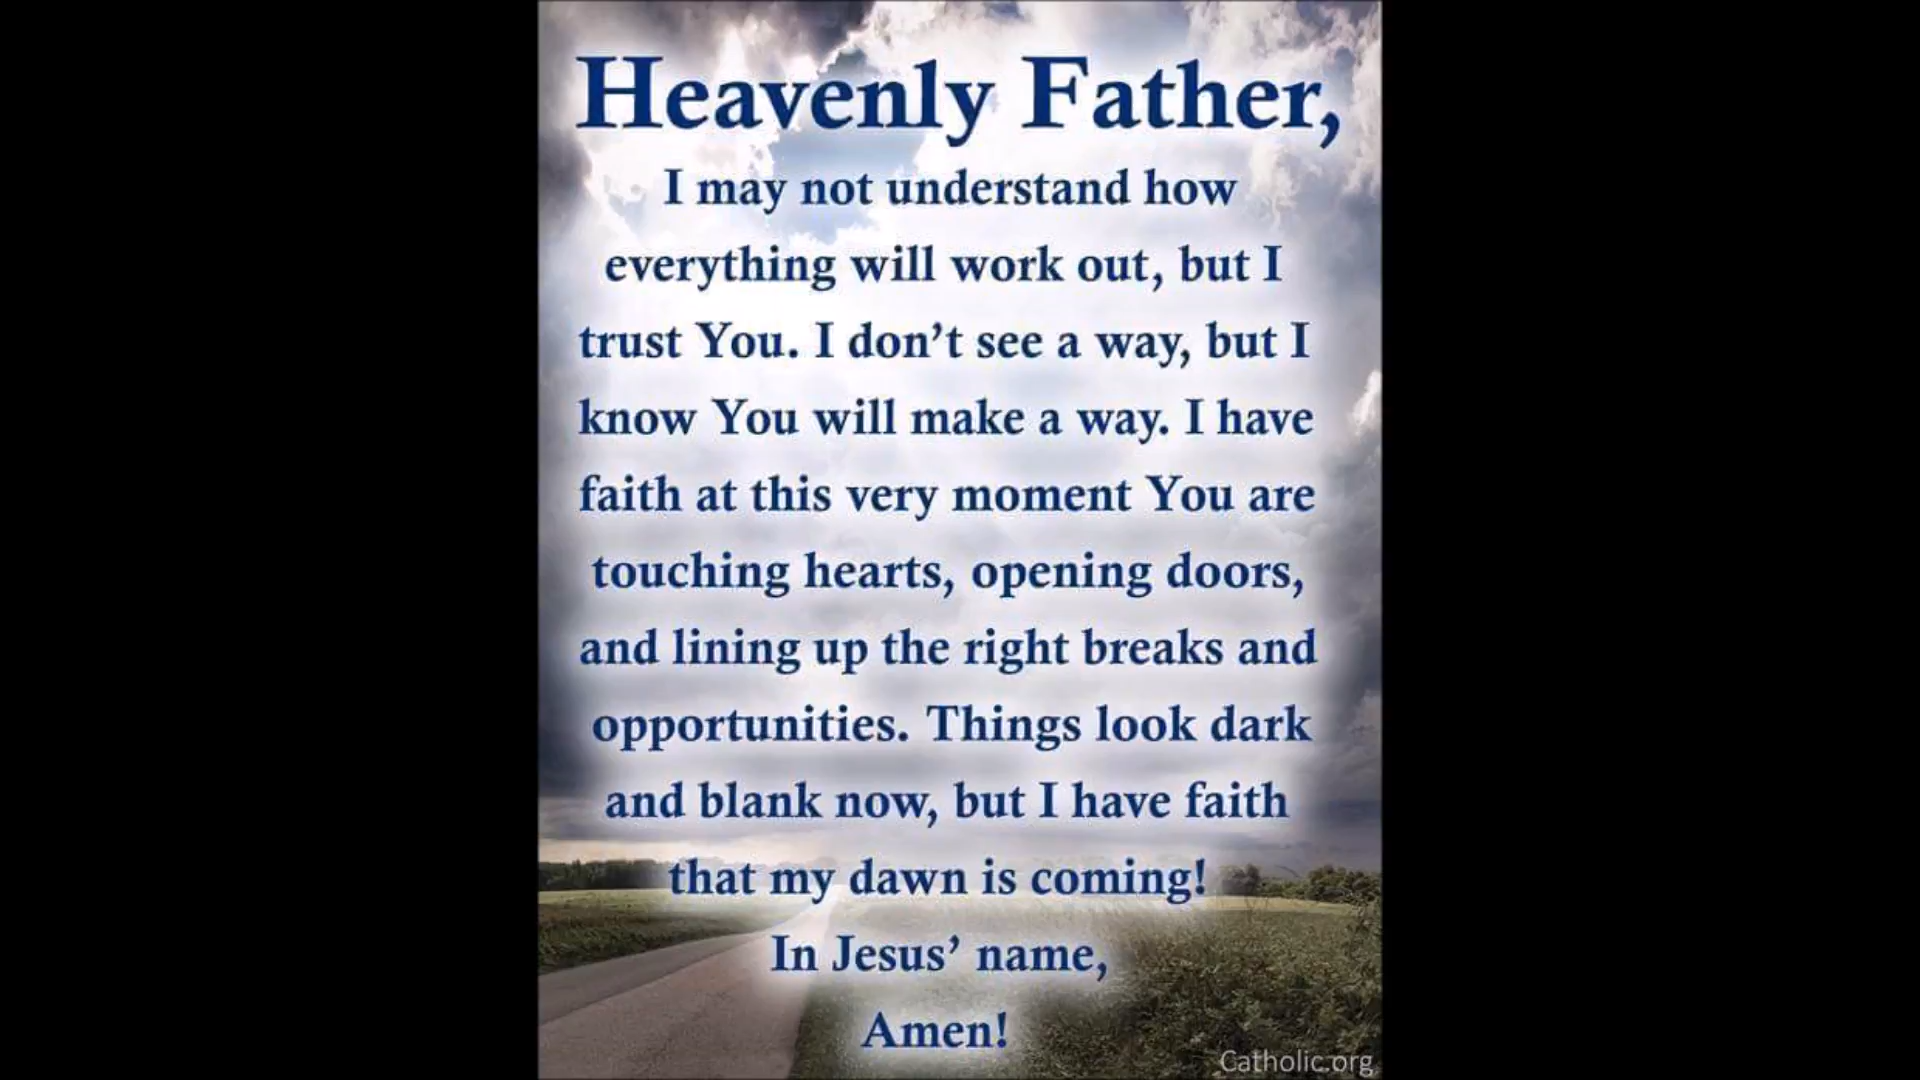 Heavenly Father,
I may not understand how
everything will work out, but I
trust You. I don’t see a way, but I
know You will make a way. I have
faith at this very moment You are
touching hearts, opening doors,
and lining up the right breaks and
opportunities. Things look dark
and blank now, but I have faith
that my dawn is coming!
In Jesus’ name,
Amen!
Catholic.org